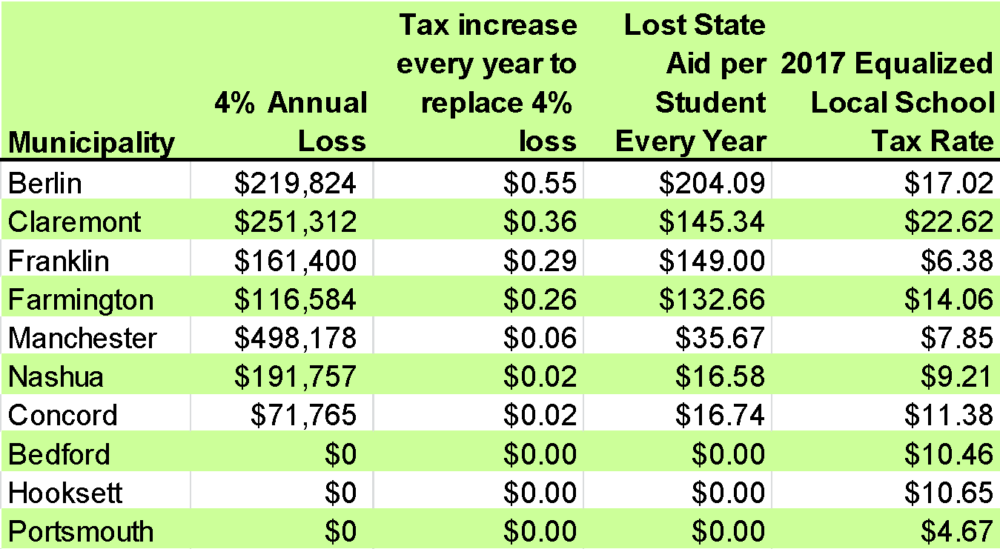 Tax increase Lost State
every year to Aid per 2017 Equalized
4% Annual replace 4% Student Local School
Municipality Loss loss Every Year Tax Rate
Berlin $219,824 $0.55 $204.09 $17.02
Claremont $251,312 $0.36 $145.34 $22.62
Franklin $161,400 $0.29 $149.00 $6.38
Farmington $116,584 $0.26 $132.66 $14.06
Manchester $498,178 $0.06 $35.67 $7.85
Nashua $191,757 $0.02 $16.58 $9.21
Concord $71,765 $0.02 $16.74 $11.38
Bedford $0 $0.00 $0.00 $10.46
Hooksett $0 $0.00 $0.00 $10.65
Portsmouth $0 $0.00 $0.00 $4.67